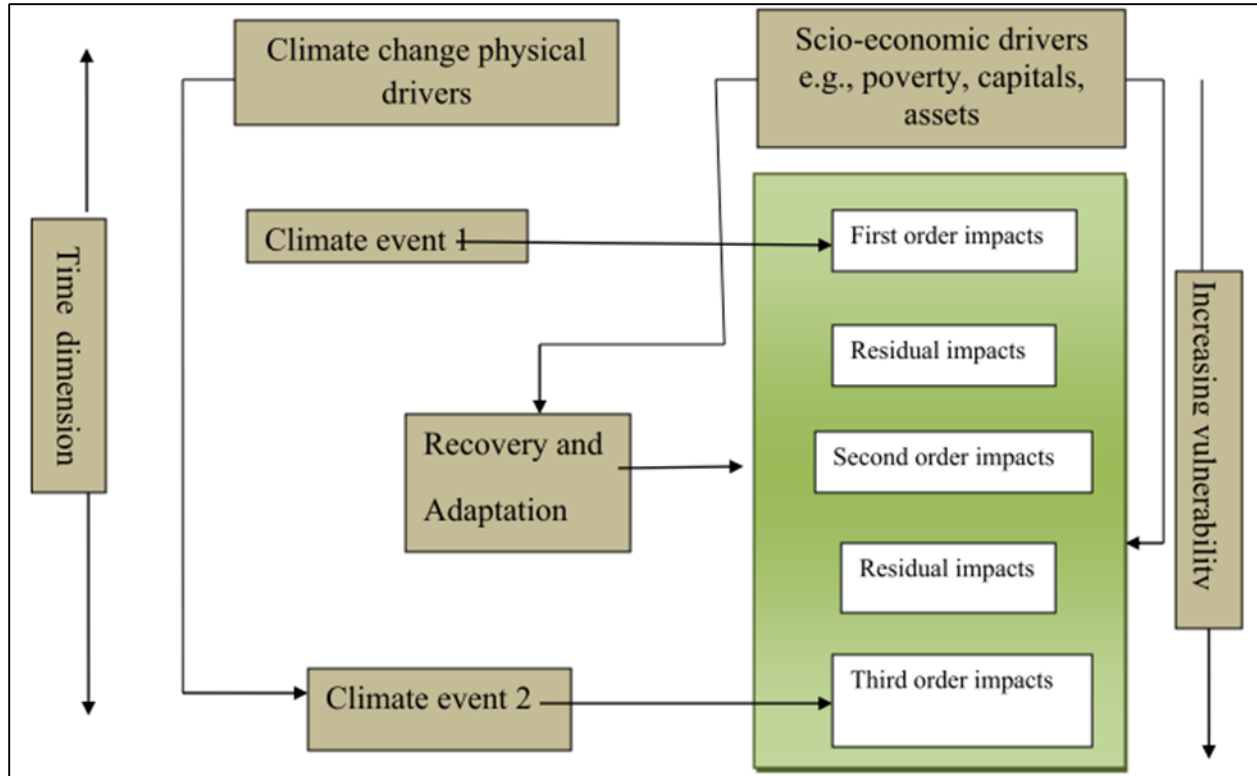 Climate change physical
drivers
Scio-economic drivers
e.g., poverty, capitals,
assets
Time dimension
Climate event 1
First order impacts
Residual impacts
Recovery and
Adaptation
Second order impacts
Increasing vulnerability
Residual impacts
Climate event 2
Third order impacts